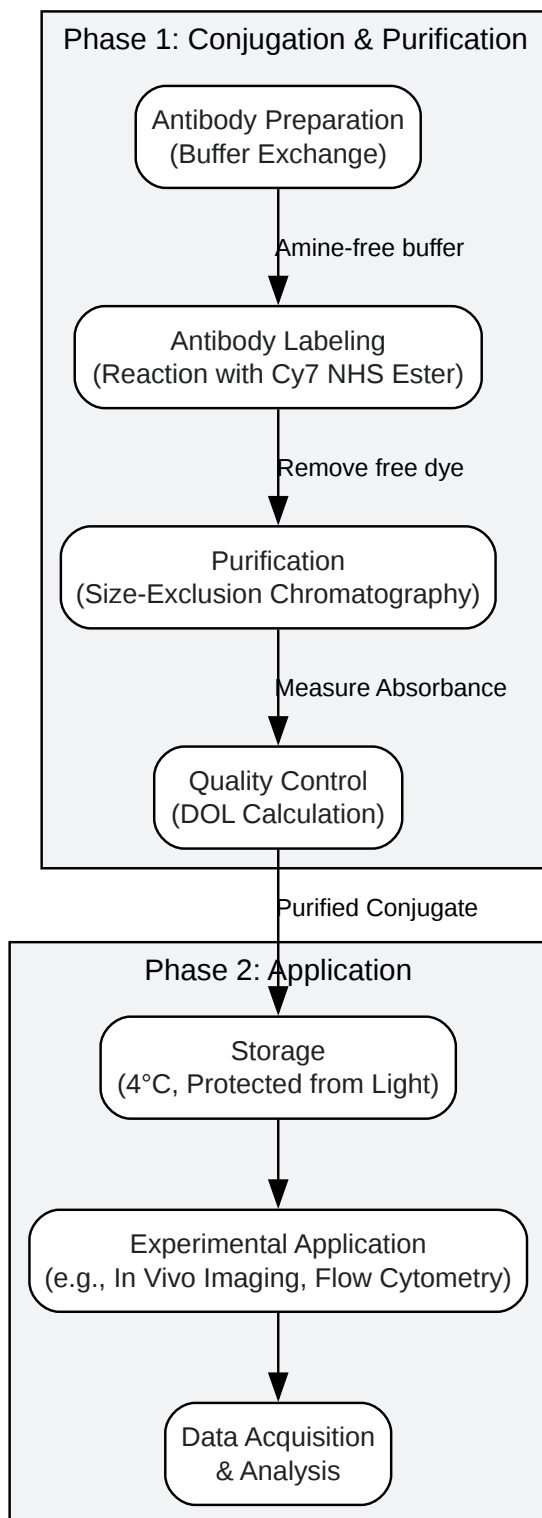 Phase 1: Conjugation & Purification
Antibody Preparation
(Buffer Exchange)
Amine-free buffer
Antibody Labeling
(Reaction with Cy7 NHS Ester)
Remove free dye
Purification
(Size-Exclusion Chromatography)
Measure Absorbance
Quality Control
(DOL Calculation)
Purified Conjugate
Phase 2: Application
Storage
(4°C, Protected from Light)
Experimental Application
(e.g., In Vivo Imaging, Flow Cytometry)
Data Acquisition
& Analysis